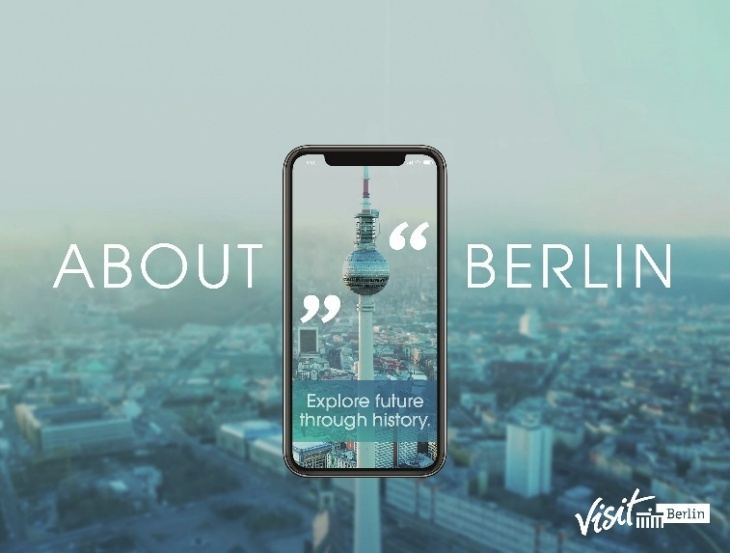 ABOUT BERLIN
“
”
Explore future
through history.
Visit Berlin